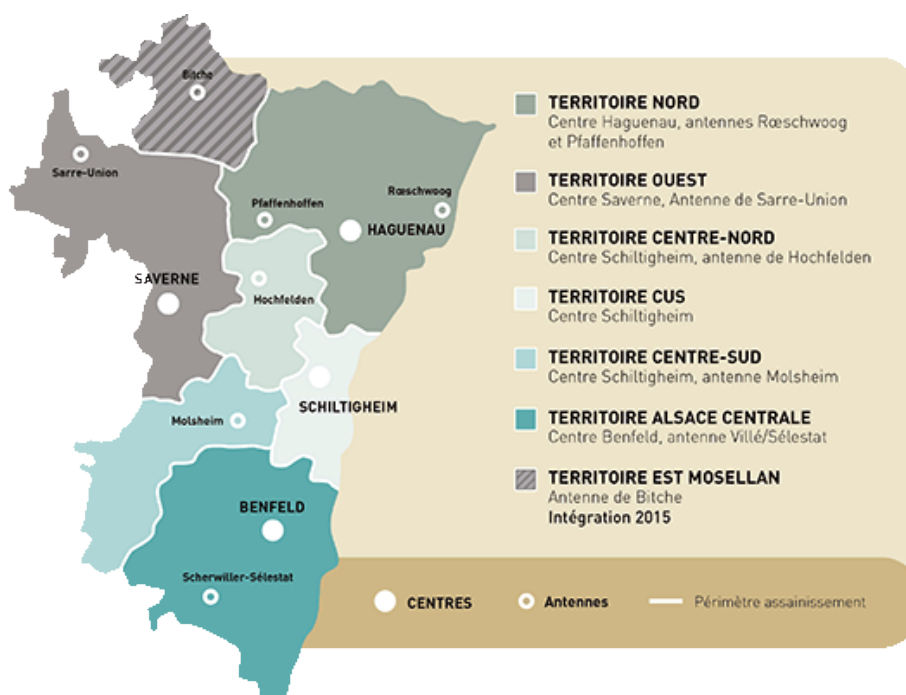 Bitche
Sarre-Union
Pfaffenhoffen
Rœschwoog
HAGUENAU
SAVERNE
Hochfelden
SCHILTIGHEIM
Molsheim
BENFELD
Scherwiller-Sélestat
TERRITOIRE NORD
Centre Haguenau, antennes Rœschwoog
et Pfaffenhoffen
TERRITOIRE OUEST
Centre Saverne, Antenne de Sarre-Union
TERRITOIRE CENTRE-NORD
Centre Schiltigheim, antenne de Hochfelden
TERRITOIRE CUS
Centre Schiltigheim
TERRITOIRE CENTRE-SUD
Centre Schiltigheim, antenne Molsheim
TERRITOIRE ALSACE CENTRALE
Centre Benfeld, antenne Villé/Sélestat
TERRITOIRE EST MOSELLAN
Antenne de Bitche
Intégration 2015
CENTRES
Antennes
Périmètre assainissement